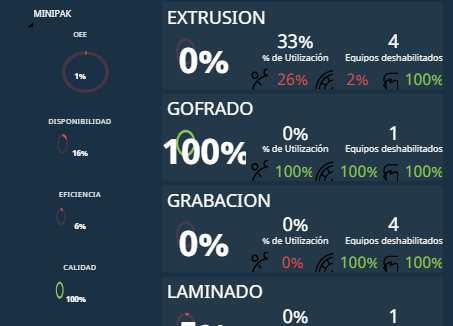 MINIPAK
OEE
1%
DISPONIBILIDAD
16%
EFICIENCIA
6%
CALIDAD
100%
EXTRUSION
0%
33%
% de Utilización
4
Equipos deshabilitados
26%
2%
100%
GOFRADO
100%
0%
% de Utilización
1
Equipos deshabilitados
100%
100%
100%
GRABACION
0%
0%
% de Utilización
4
Equipos deshabilitados
0%
100%
100%
LAMINADO
0%
1